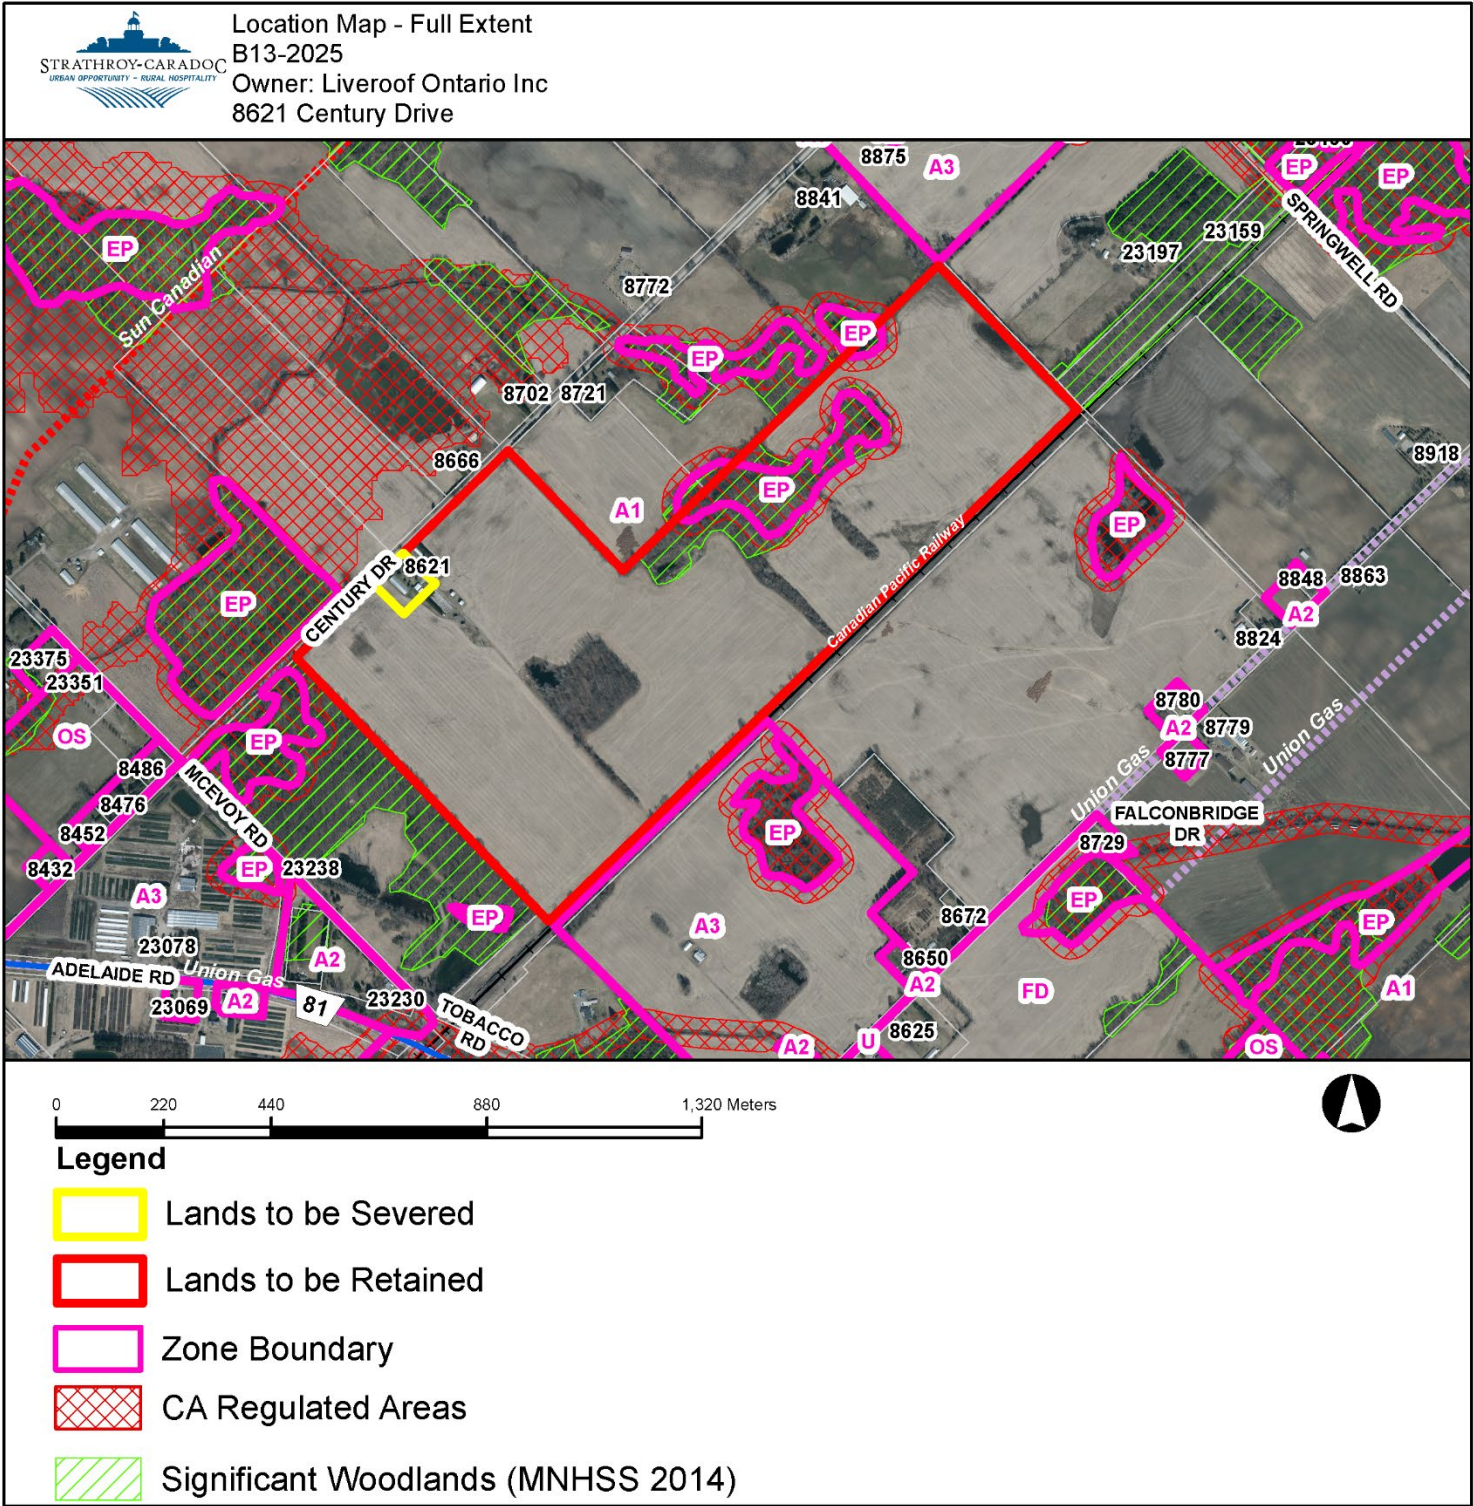 STRATHROY-CARADOC
URBAN OPPORTUNITY - RURAL HOSPITALITY
Location Map - Full Extent
B13-2025
Owner: Liveroof Ontario Inc
8621 Century Drive
8875
A3
EP
EP
8841
SPRINGWELL RD
23159
23197
EP
Sun Canadian
8772
EP
EP
8702
8721
8918
8666
A1
EP
EP
Canadian Pacific Railway
8621
CENTURY DR
EP
8848
8863
A2
8824
23375
23351
OS
EP
8780
A2
8779
8777
Union Gas
Union Gas
8486
MCEVOY RD
8476
8452
8432
FALCONBRIDGE
DR
8729
EP
EP
23238
A3
EP
EP
EP
8672
A3
23078
A2
8650
A2
FD
A1
ADELAIDE RD
Union Gas
23069
A2
81
23230
TOBACCO
RD
A2
U
8625
OS
0
220
440
880
1,320 Meters
Legend
Lands to be Severed
Lands to be Retained
Zone Boundary
CA Regulated Areas
Significant Woodlands (MNHSS 2014)